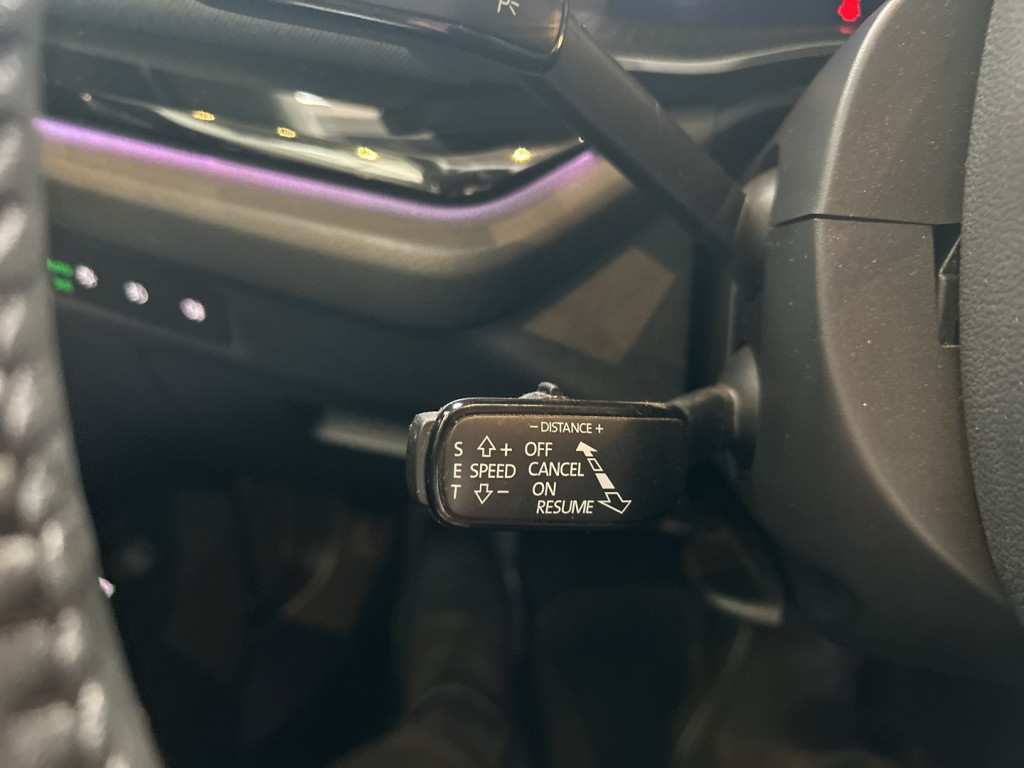 − DISTANCE +
S + OFF
E SPEED CANCEL
T − ON
RESUME